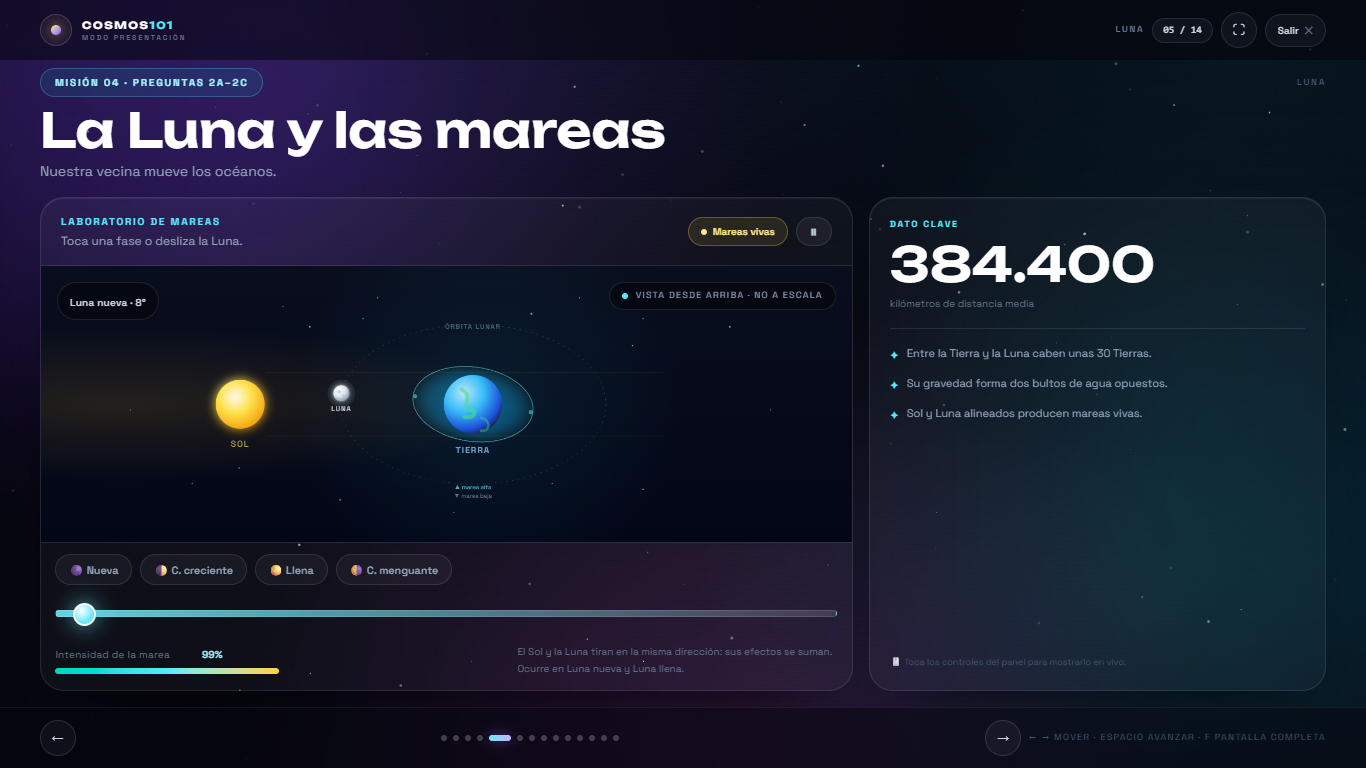 COSMOS101
MODO PRESENTACIÓN
LUNA
05 / 14
Salir ✕
MISIÓN 04 · PREGUNTAS 2A–2C
LUNA
La Luna y las mareas
Nuestra vecina mueve los océanos.
LABORATORIO DE MAREAS
Toca una fase o desliza la Luna.
Mareas vivas
Luna nueva · 8°
VISTA DESDE ARRIBA · NO A ESCALA
ÓRBITA LUNAR
LUNA
SOL
TIERRA
▲ marea alta
▼ marea baja
Nueva
C. creciente
Llena
C. menguante
Intensidad de la marea 99%
El Sol y la Luna tiran en la misma dirección: sus efectos se suman.
Ocurre en Luna nueva y Luna llena.
DATO CLAVE
384.400
kilómetros de distancia media
✦ Entre la Tierra y la Luna caben unas 30 Tierras.
✦ Su gravedad forma dos bultos de agua opuestos.
✦ Sol y Luna alineados producen mareas vivas.
Toca los controles del panel para mostrarlo en vivo.
← → MOVER · ESPACIO AVANZAR · F PANTALLA COMPLETA